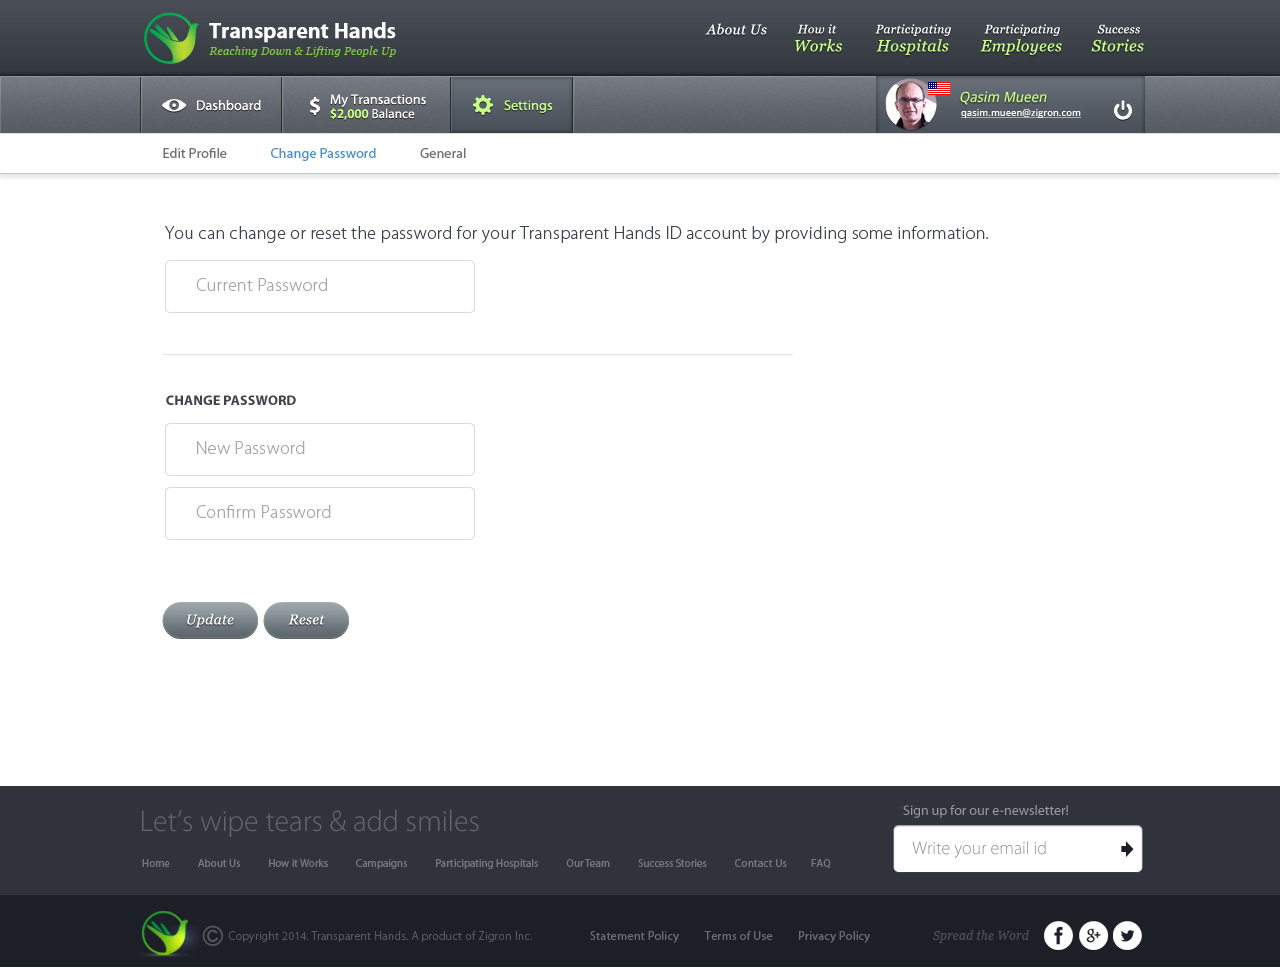 Transparent Hands
Reaching Down & Lifting People Up
About Us
How it
Works
Participating
Hospitals
Participating
Employees
Success
Stories
Dashboard
$ My Transactions
$2,000 Balance
Settings
Qasim Mueen
qasim.mueen@zigron.com
Edit Profile
Change Password
General
You can change or reset the password for your Transparent Hands ID account by providing some information.
Current Password
CHANGE PASSWORD
New Password
Confirm Password
Update
Reset
Let's wipe tears & add smiles
Home
About Us
How it Works
Campaigns
Participating Hospitals
Our Team
Success Stories
Contact Us
FAQ
Sign up for our e-newsletter!
Write your email id
© Copyright 2014. Transparent Hands. A product of Zigron Inc.
Statement Policy
Terms of Use
Privacy Policy
Spread the Word
f
g+